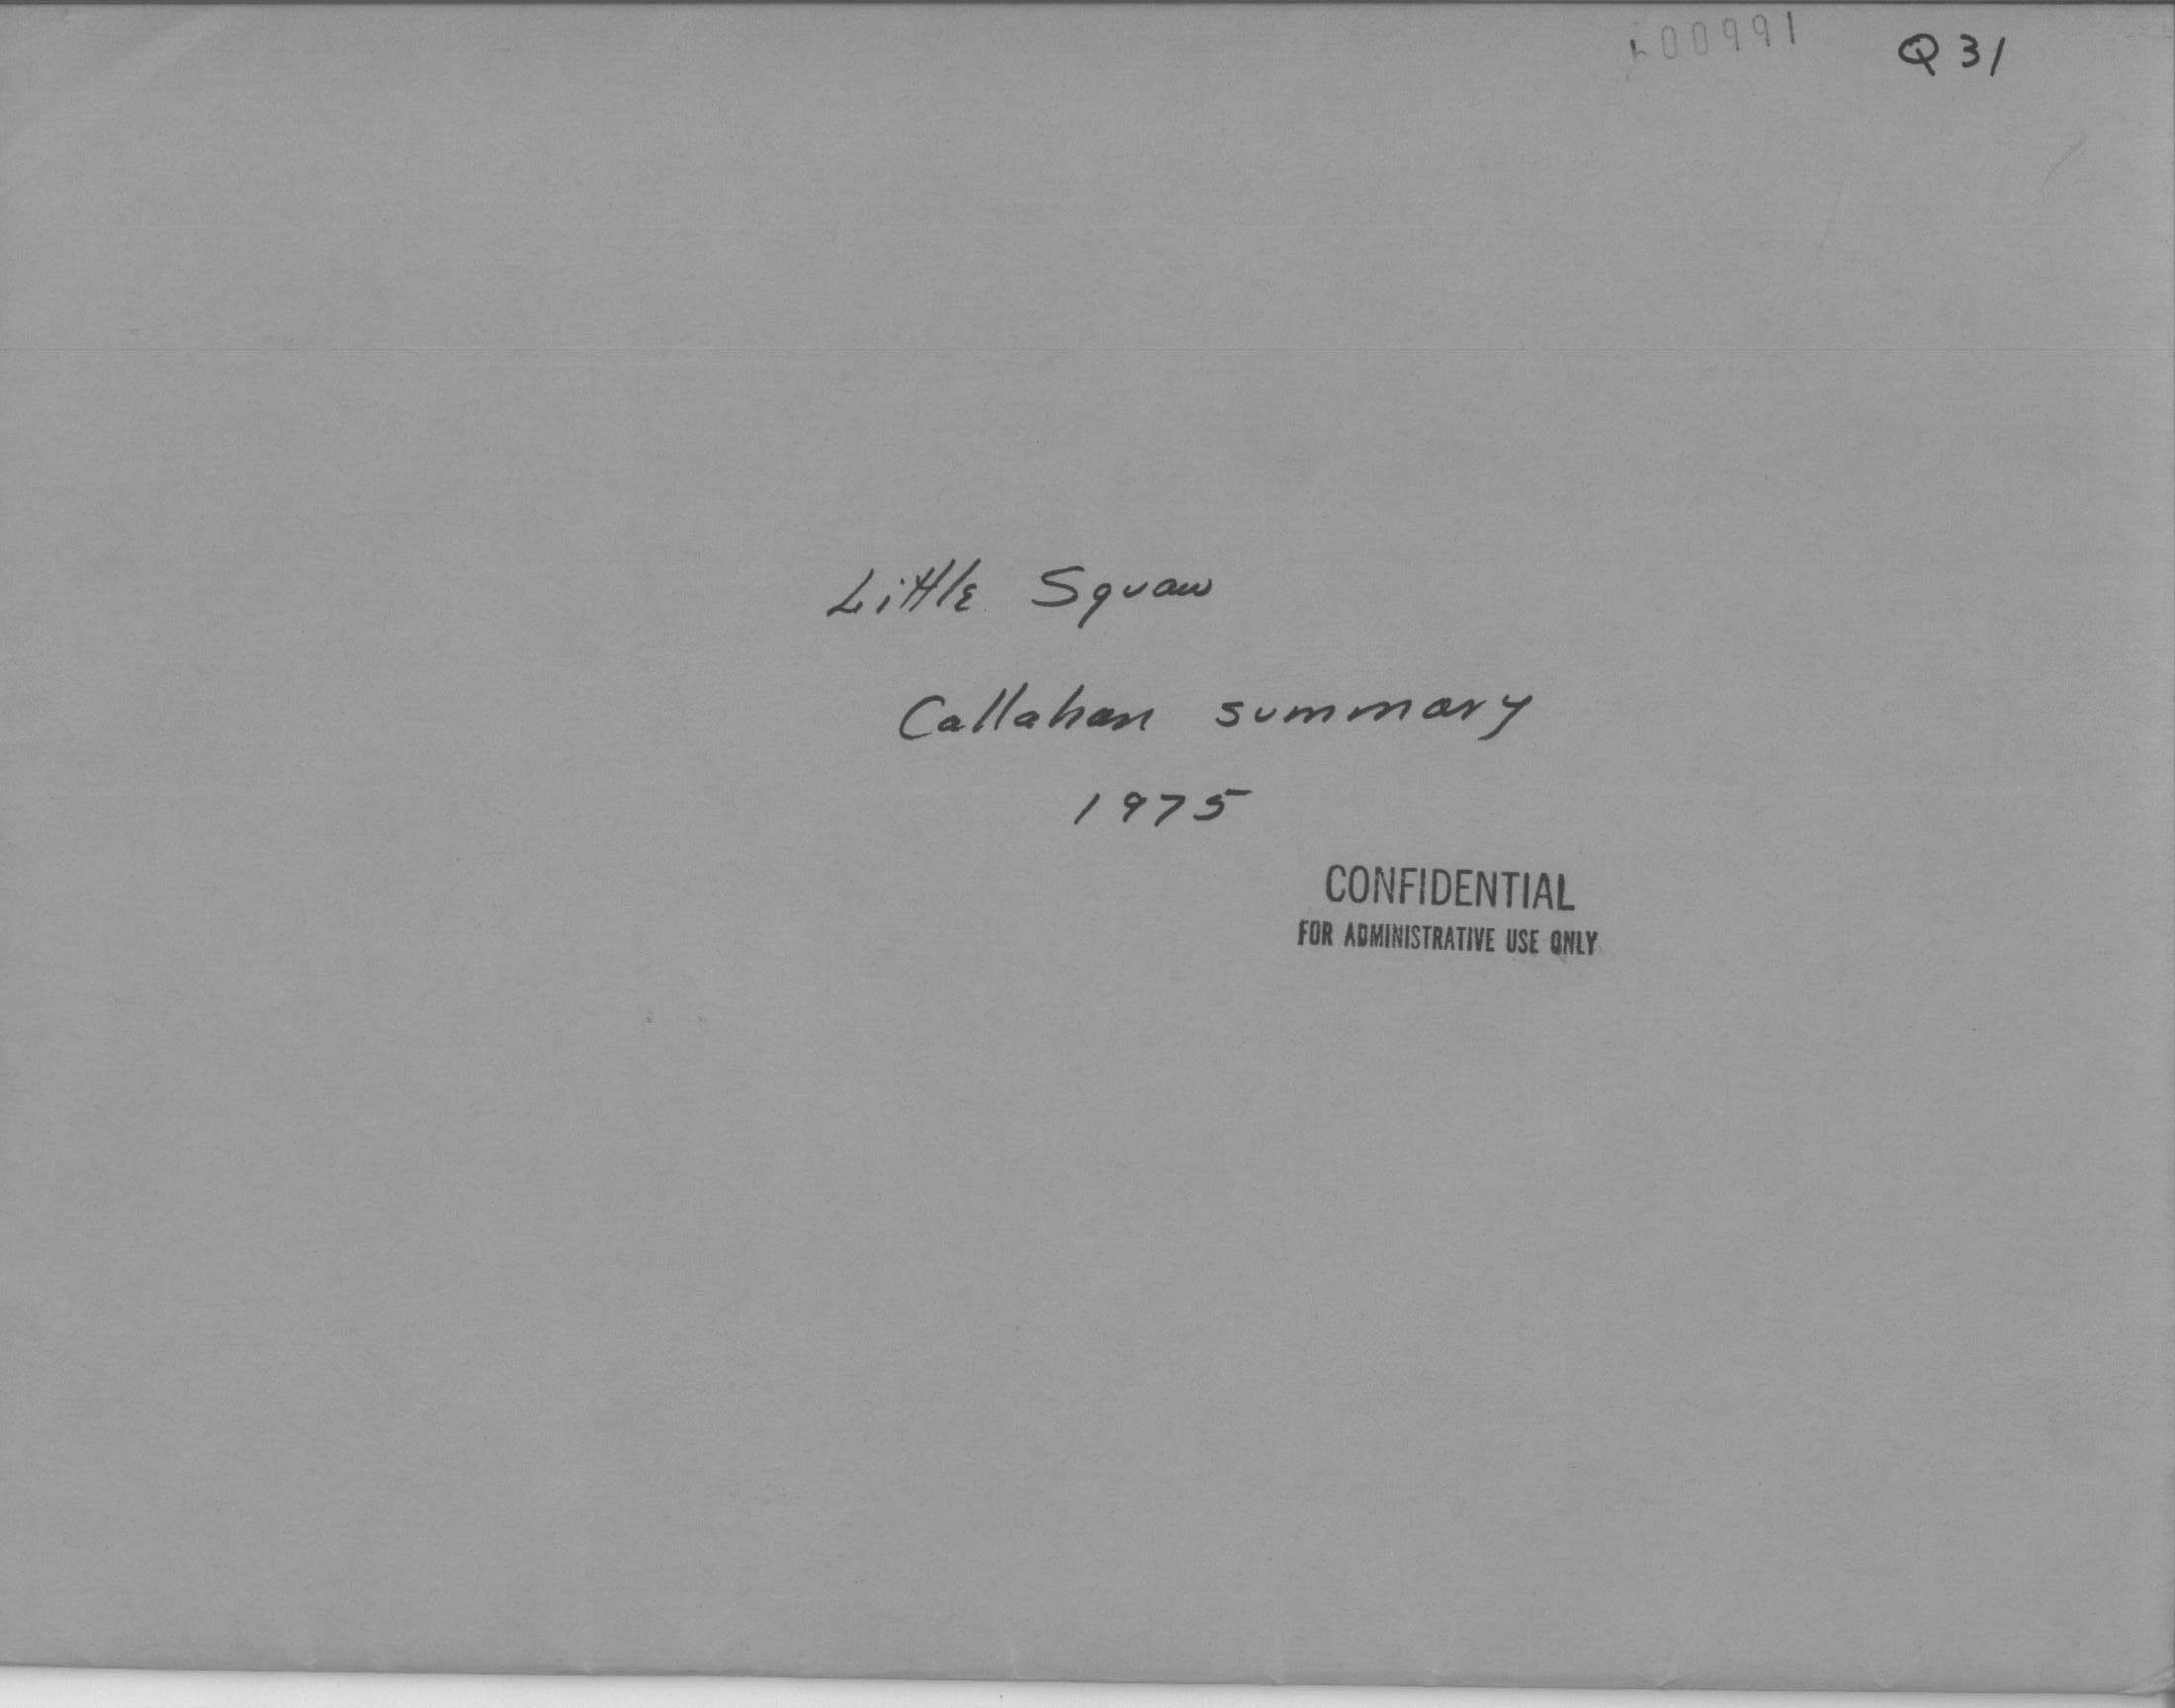 00991 Q31
Little Squaw
Callahan summary
1975
CONFIDENTIAL
FOR ADMINISTRATIVE USE ONLY